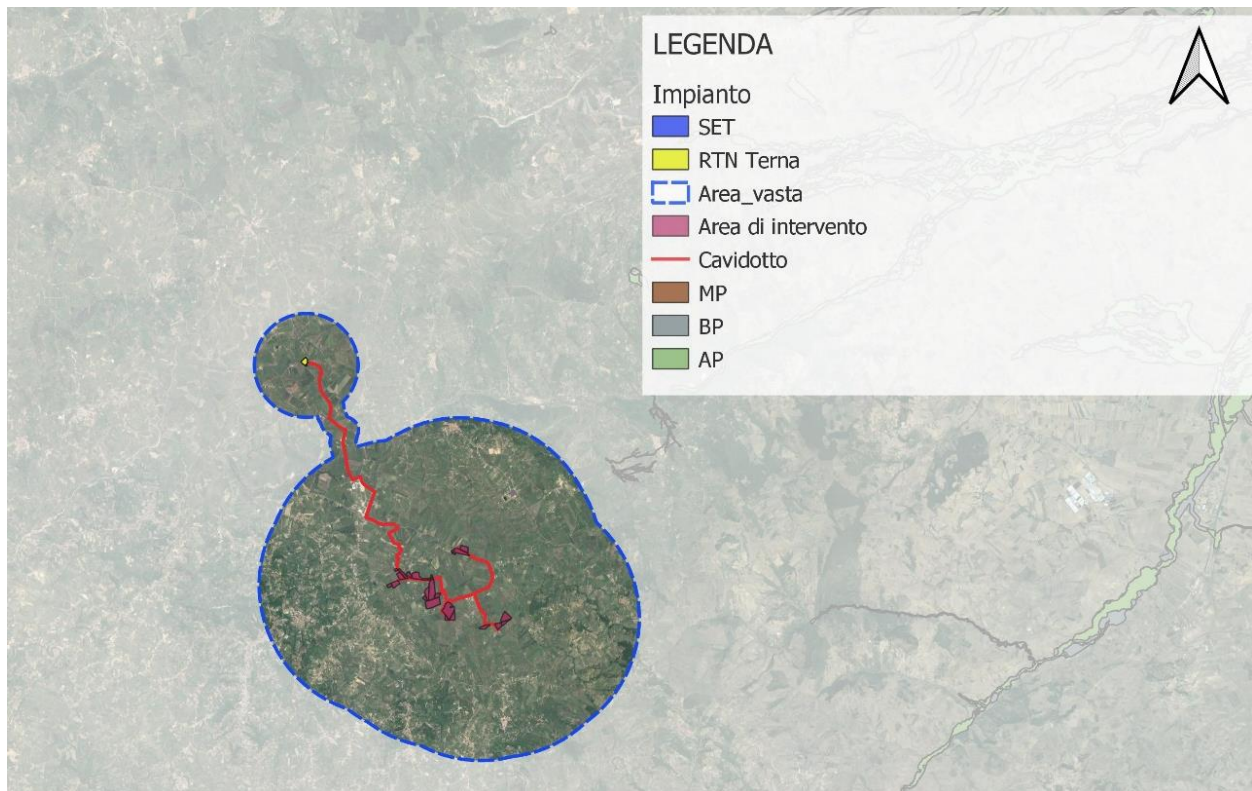 LEGENDA
Impianto
SET
RTN Terna
Area_vasta
Area di intervento
Cavidotto
MP
BP
AP